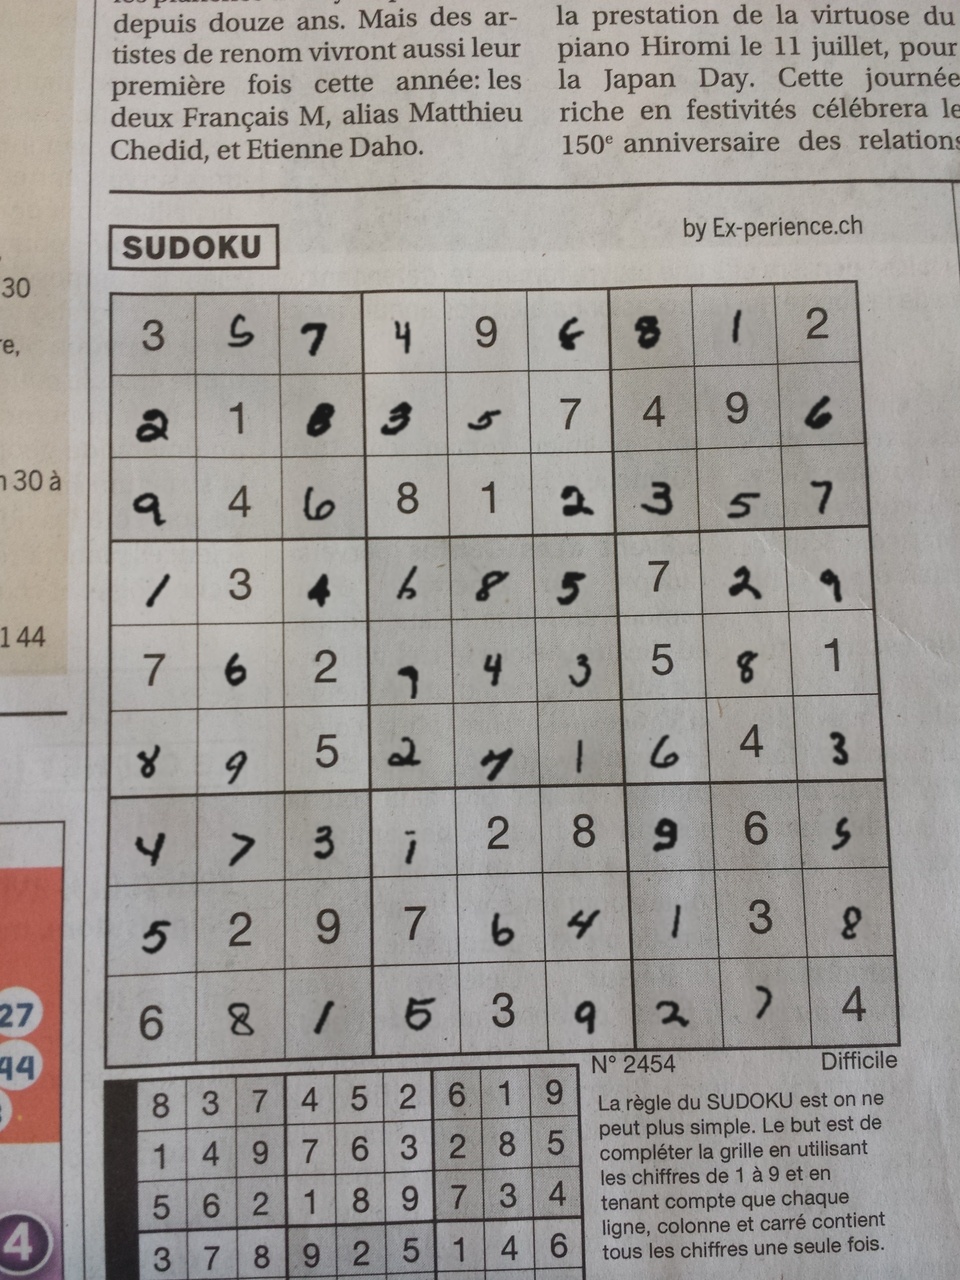 depuis douze ans. Mais des ar-
tistes de renom vivront aussi leur
première fois cette année: les
deux Français M, alias Matthieu
Chedid, et Etienne Daho.
la prestation de la virtuose du
piano Hiromi le 11 juillet, pour
la Japan Day. Cette journée
riche en festivités célébrera le
150e anniversaire des relations
30
re,
30 à
144
27
44
4
SUDOKU
by Ex-perience.ch
3 5 7 4 9 6 8 1 2
2 1 8 3 5 7 4 9 6
9 4 6 8 1 2 3 5 7
1 3 4 6 8 5 7 2 9
7 6 2 9 4 3 5 8 1
8 9 5 2 7 1 6 4 3
4 7 3 1 2 8 9 6 5
5 2 9 7 6 4 1 3 8
6 8 1 5 3 9 2 7 4
N° 2454
Difficile
8 3 7 4 5 2 6 1 9
1 4 9 7 6 3 2 8 5
5 6 2 1 8 9 7 3 4
3 7 8 9 2 5 1 4 6
La règle du SUDOKU est on ne
peut plus simple. Le but est de
compléter la grille en utilisant
les chiffres de 1 à 9 et en
tenant compte que chaque
ligne, colonne et carré contient
tous les chiffres une seule fois.